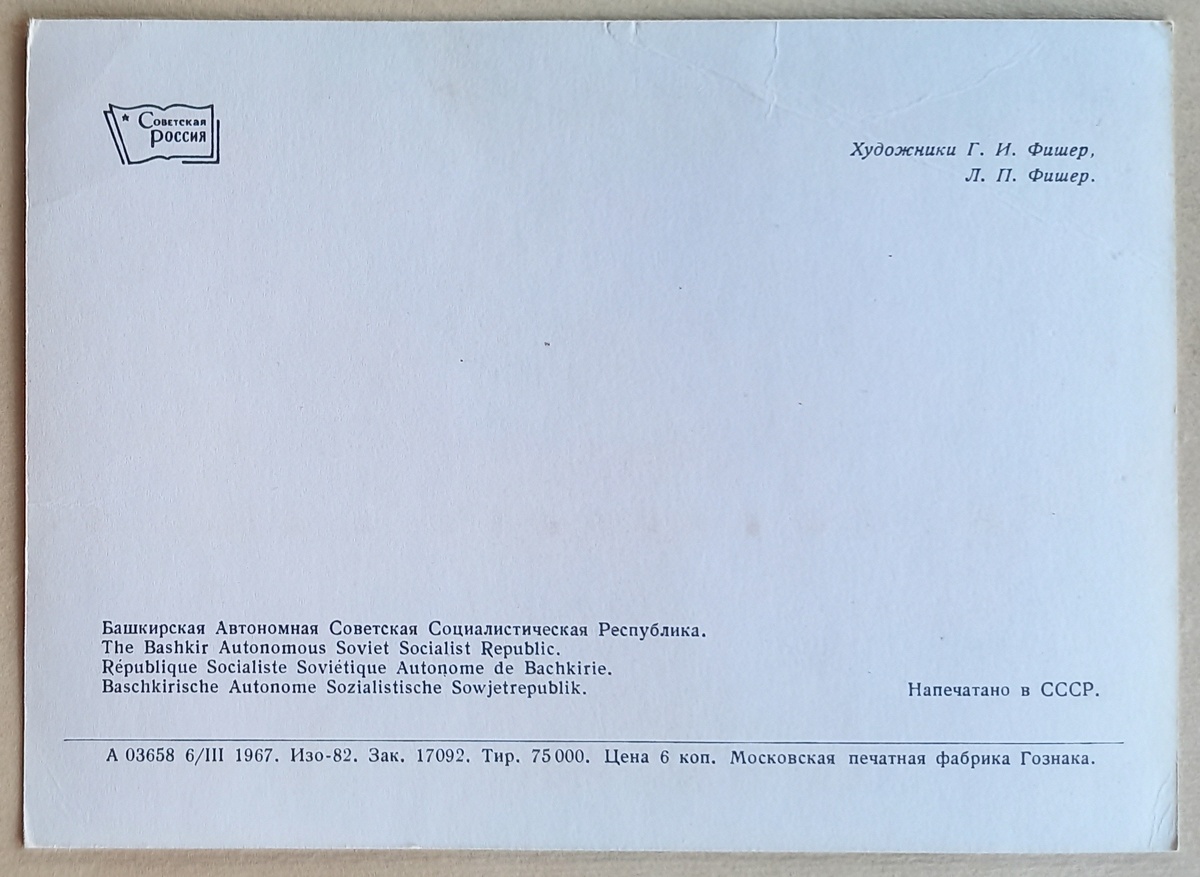 Советская
Россия
Художники Г. И. Фишер,
Л. П. Фишер.
Башкирская Автономная Советская Социалистическая Республика.
The Bashkir Autonomous Soviet Socialist Republic.
République Socialiste Soviétique Autonome de Bachkirie.
Baschkirische Autonome Sozialistische Sowjetrepublik.
Напечатано в СССР.
А 03658 6/III 1967. Изо-82. Зак. 17092. Тир. 75 000. Цена 6 коп. Московская печатная фабрика Гознака.